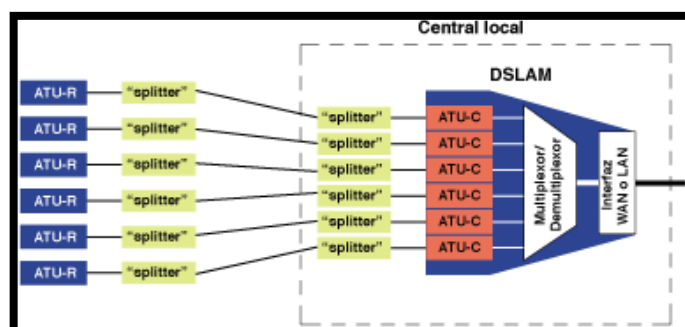 Central local
DSLAM
ATU-R "splitter"
ATU-R "splitter"
ATU-R "splitter"
ATU-R "splitter"
ATU-R "splitter"
ATU-R "splitter"
"splitter" ATU-C
"splitter" ATU-C
"splitter" ATU-C
"splitter" ATU-C
"splitter" ATU-C
"splitter" ATU-C
Multiplexor/
Demultiplexor
Interfaz
WAN o LAN